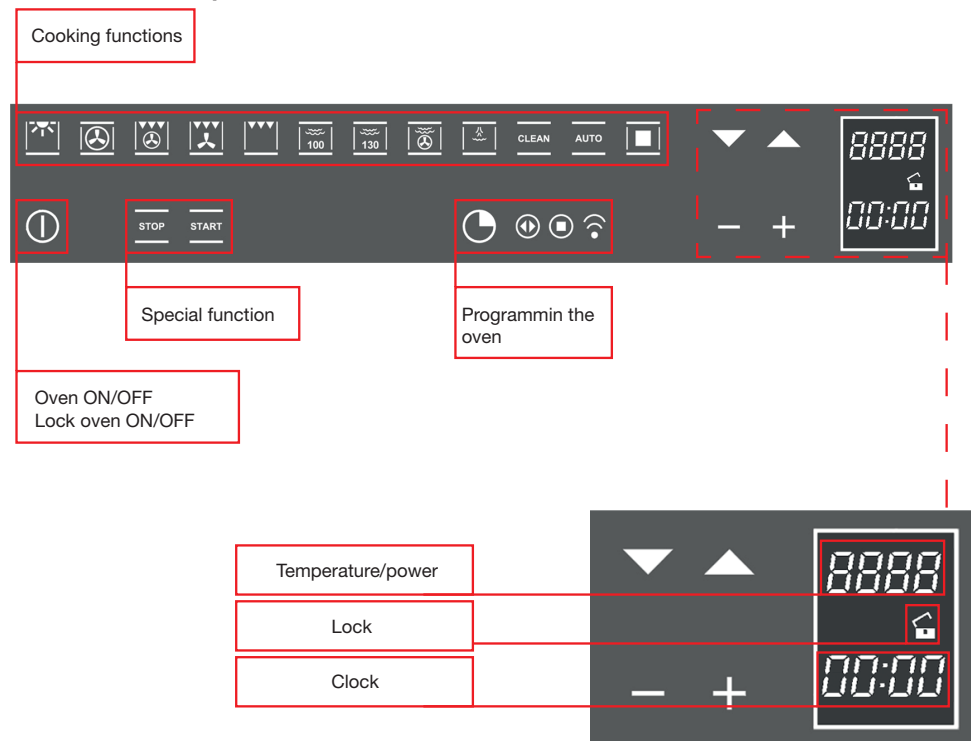 Cooking functions
100
130
CLEAN
AUTO
8888
00:00
STOP
START
Special function
Programmin the
oven
Oven ON/OFF
Lock oven ON/OFF
Temperature/power
8888
Lock
Clock
00:00